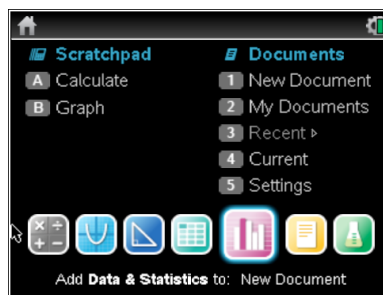 Scratchpad
A Calculate
B Graph
Documents
1 New Document
2 My Documents
3 Recent ▹
4 Current
5 Settings
Add Data & Statistics to: New Document